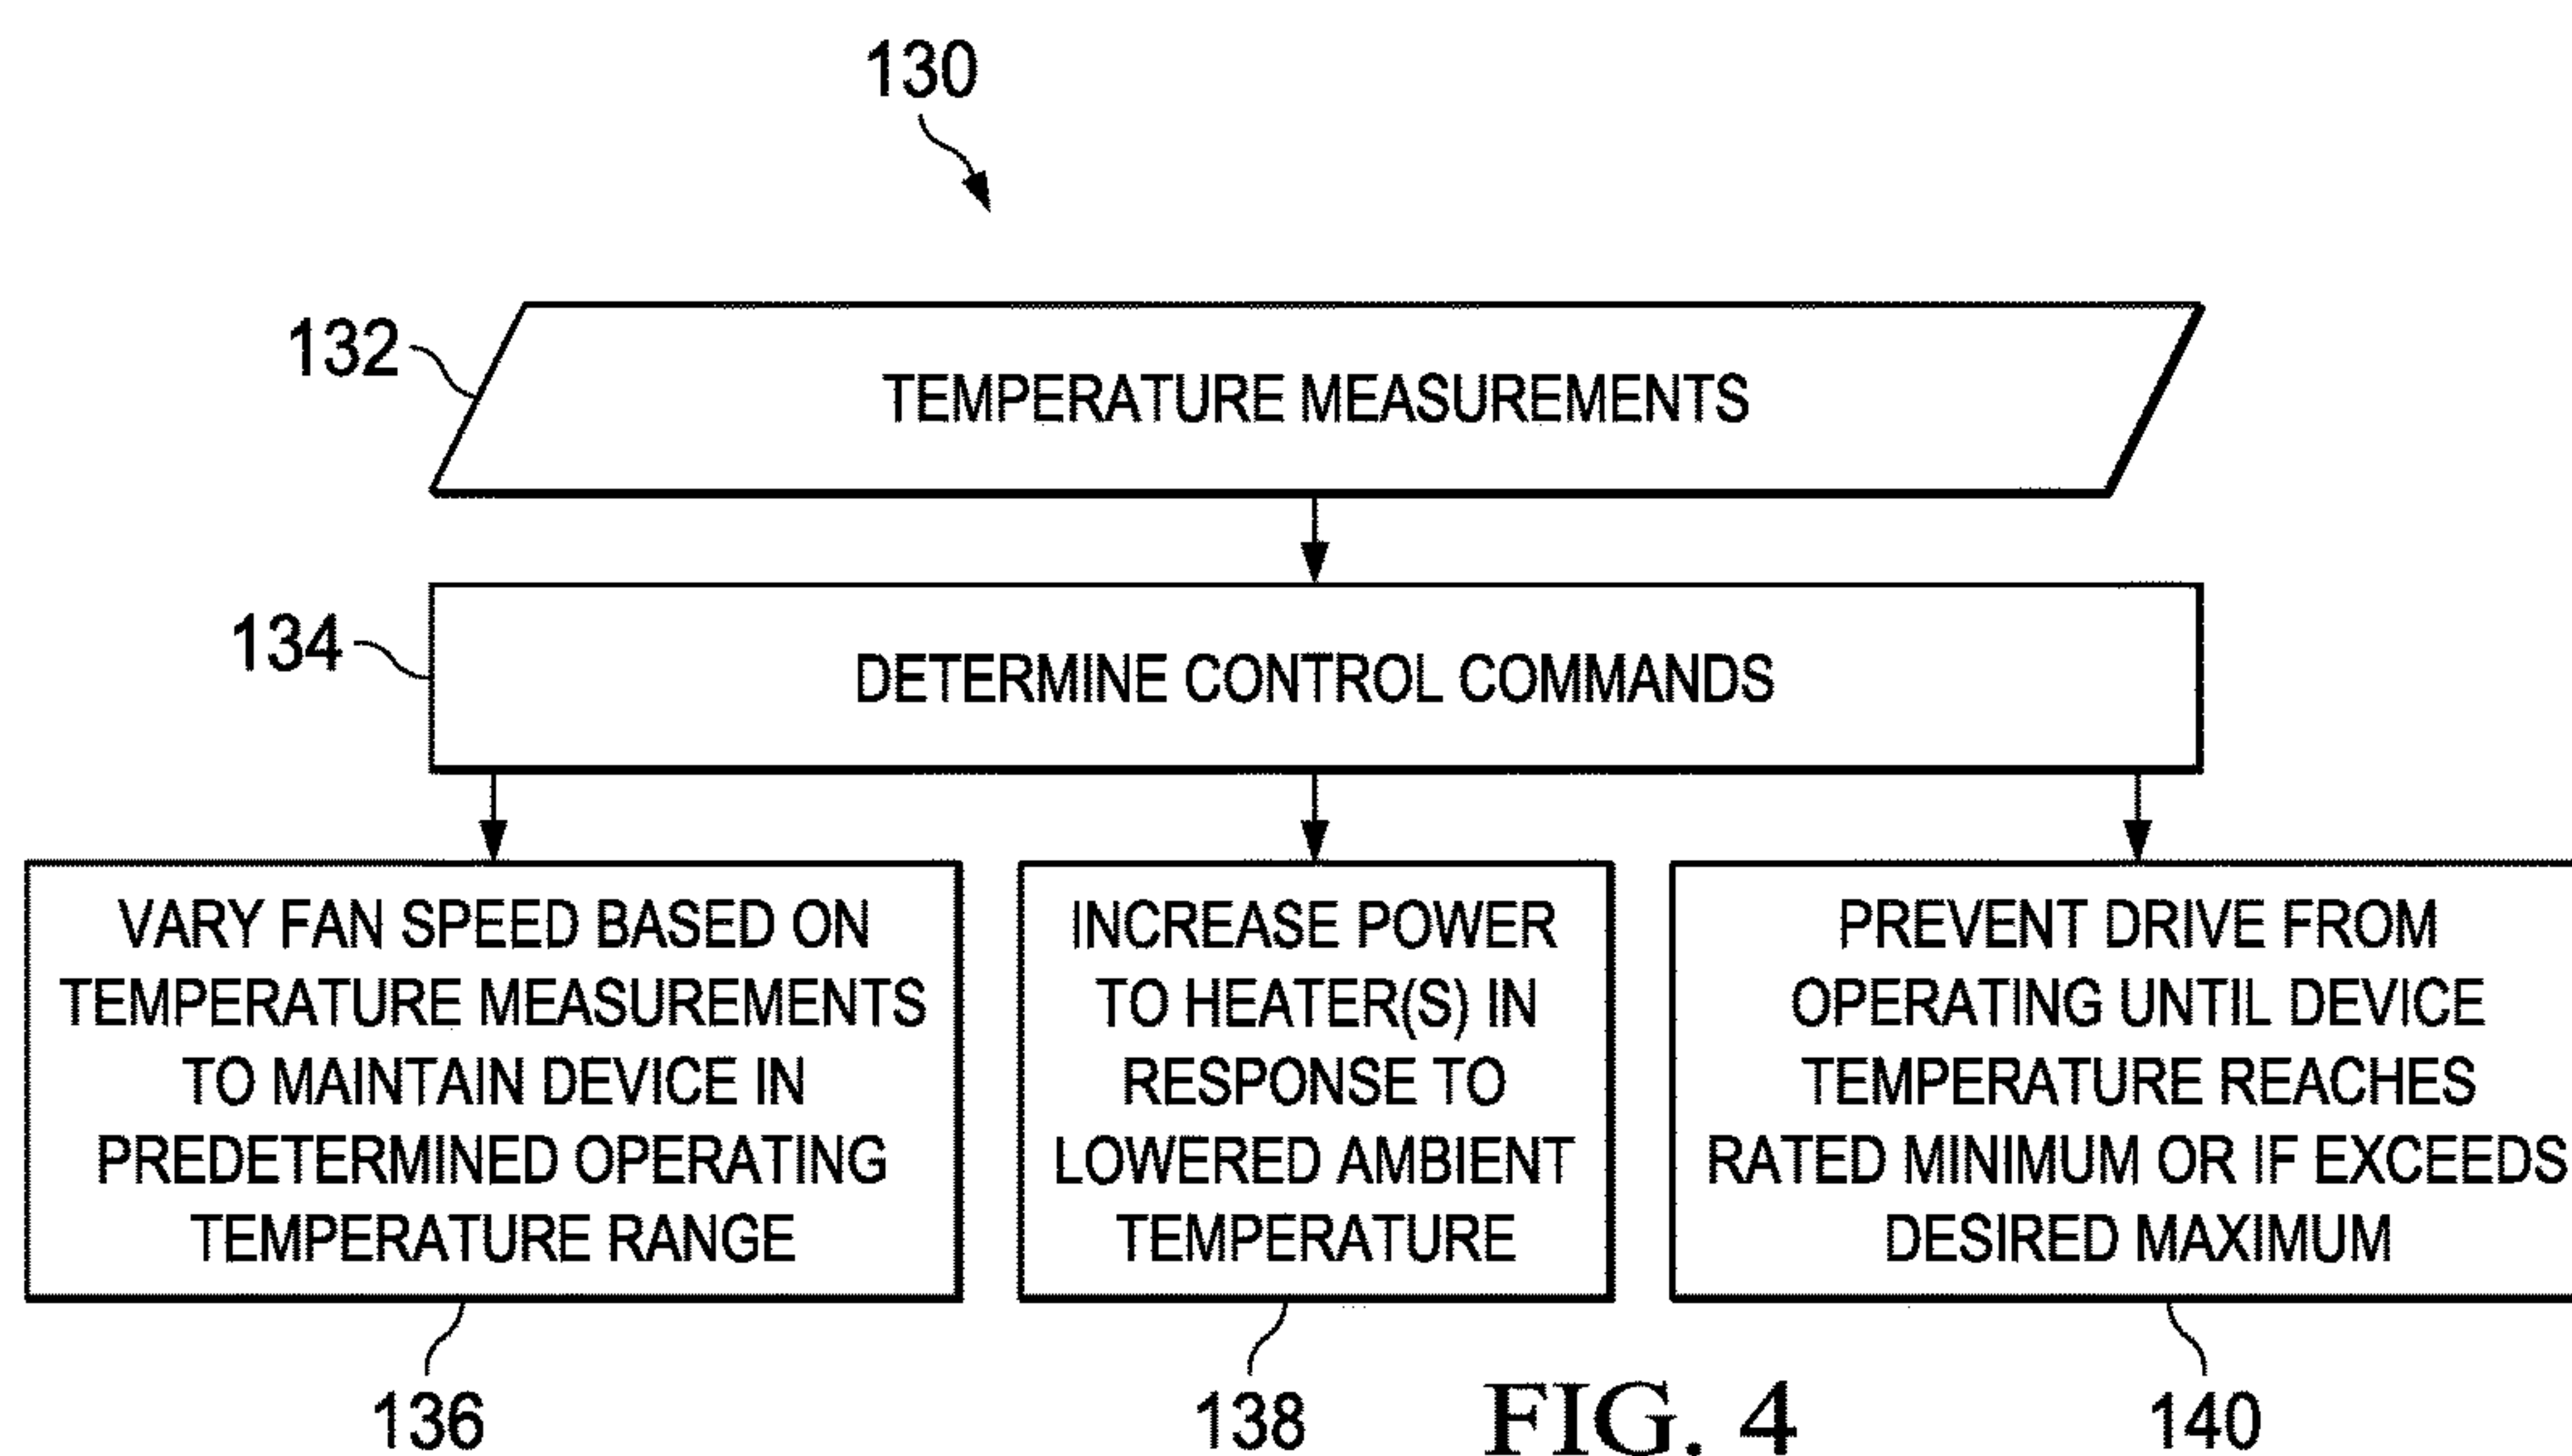 130
132
TEMPERATURE MEASUREMENTS
134
DETERMINE CONTROL COMMANDS
VARY FAN SPEED BASED ON
TEMPERATURE MEASUREMENTS
TO MAINTAIN DEVICE IN
PREDETERMINED OPERATING
TEMPERATURE RANGE
INCREASE POWER
TO HEATER(S) IN
RESPONSE TO
LOWERED AMBIENT
TEMPERATURE
PREVENT DRIVE FROM
OPERATING UNTIL DEVICE
TEMPERATURE REACHES
RATED MINIMUM OR IF EXCEEDS
DESIRED MAXIMUM
136
138
FIG. 4
140